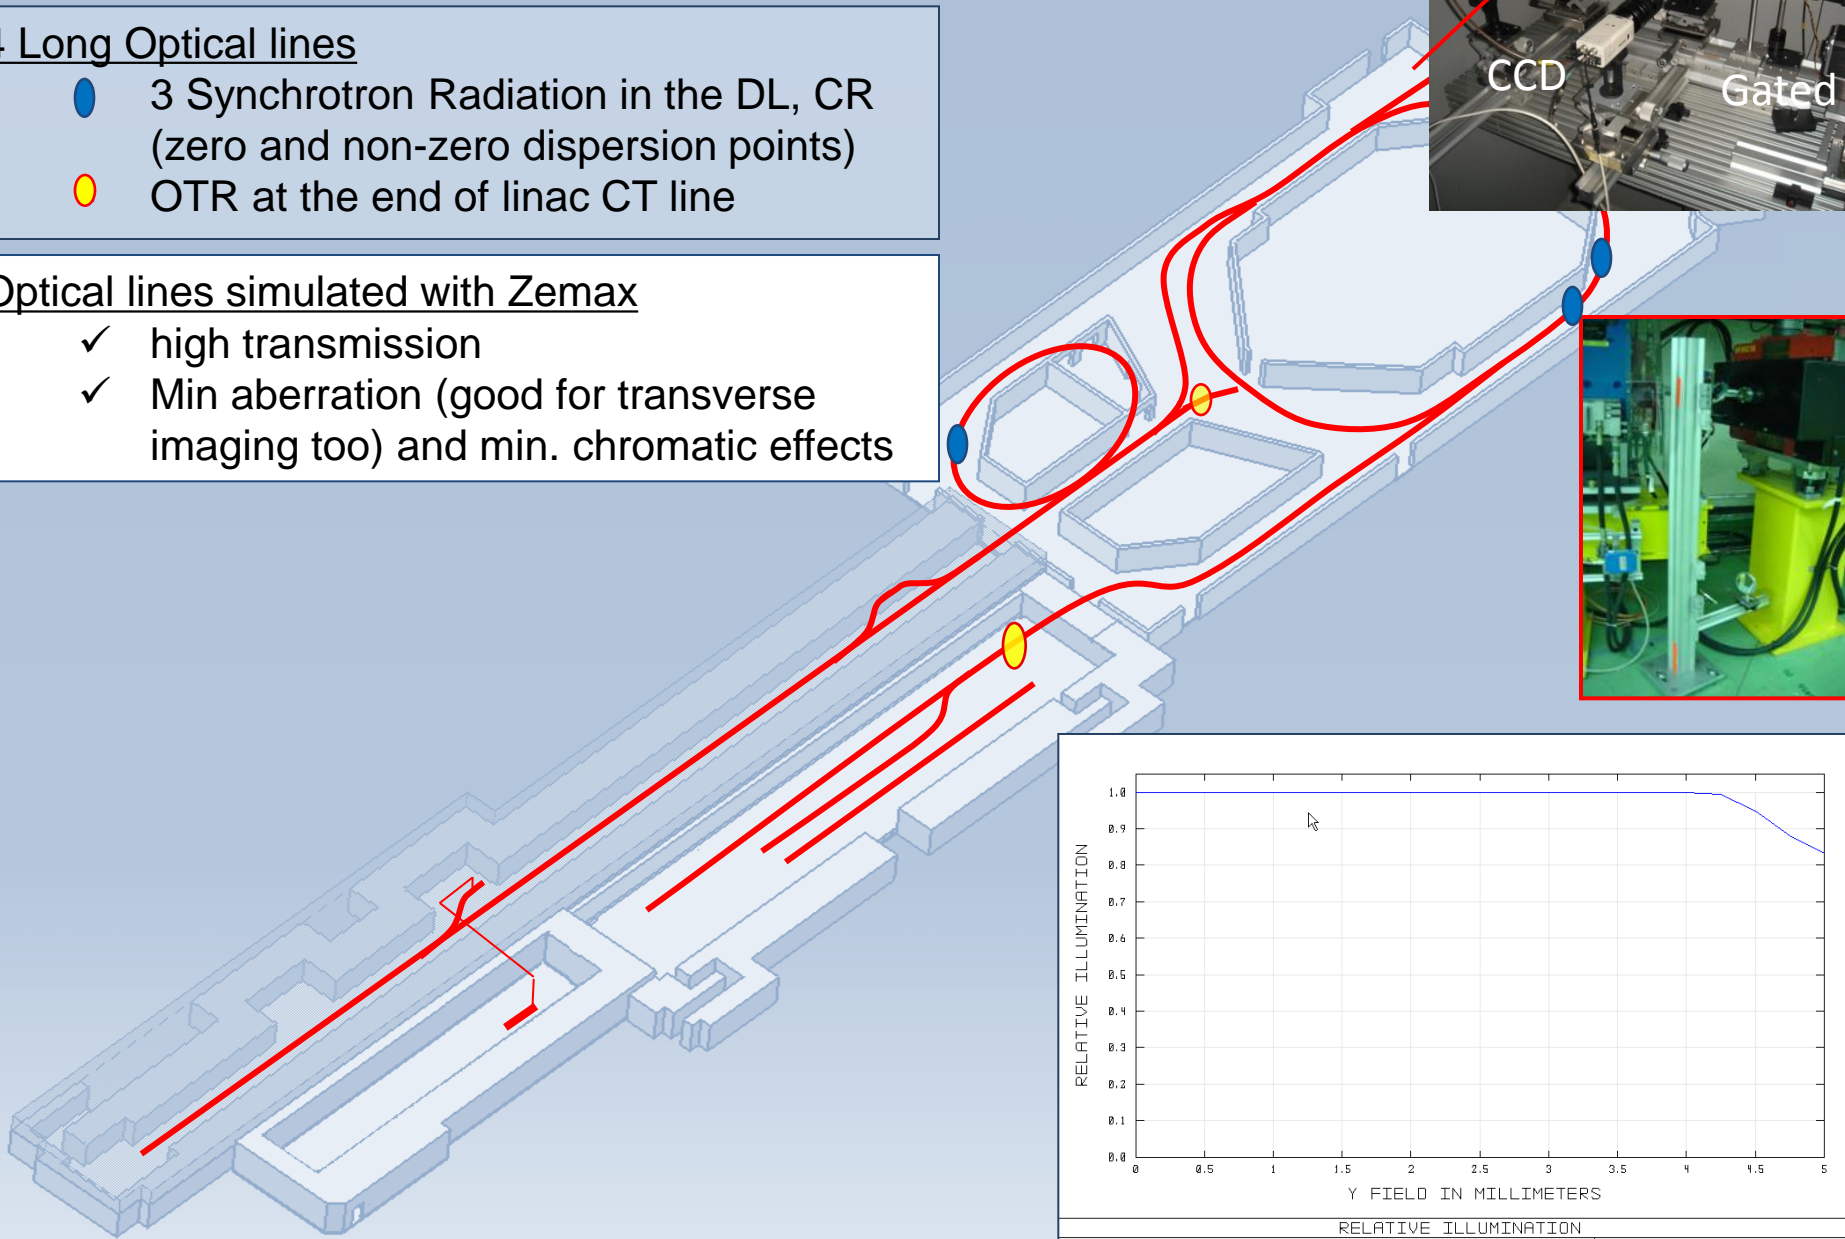 4 Long Optical lines
3 Synchrotron Radiation in the DL, CR
(zero and non-zero dispersion points)
OTR at the end of linac CT line
Optical lines simulated with Zemax
✓ high transmission
✓ Min aberration (good for transverse
imaging too) and min. chromatic effects
CCD
Gated
RELATIVE ILLUMINATION
1.0
0.9
0.8
0.7
0.6
0.5
0.4
0.3
0.2
0.1
0.0
0 0.5 1 1.5 2 2.5 3 3.5 4 4.5 5
Y FIELD IN MILLIMETERS
RELATIVE ILLUMINATION